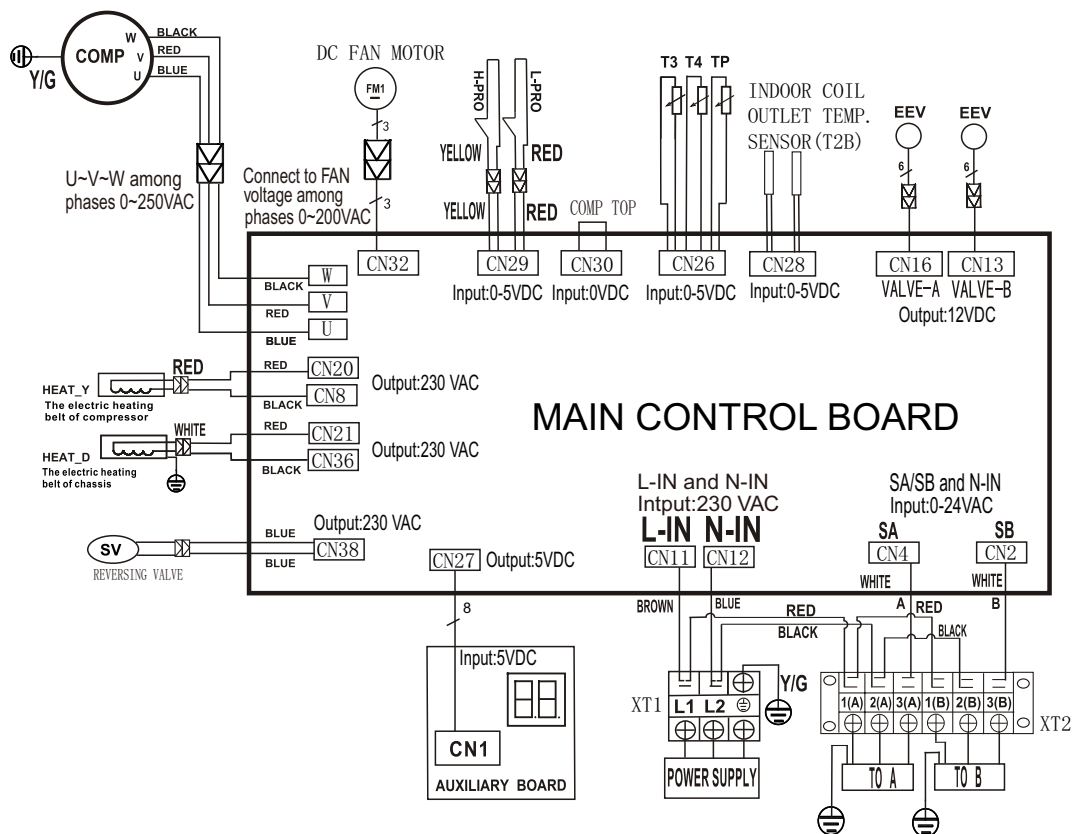 W
BLACK
COMP
V
RED
Y/G
U
BLUE
DC FAN MOTOR
FM1
3
H-PRO
L-PRO
YELLOW
RED
YELLOW
RED
COMP TOP
T3 T4 TP
INDOOR COIL
OUTLET TEMP.
SENSOR(T2B)
EEV
EEV
6
6
U~V~W among
phases 0~250VAC
Connect to FAN
voltage among
phases 0~200VAC
3
CN32
CN29
CN30
CN26
CN28
CN16
CN13
Input:0-5VDC
Input:0VDC
Input:0-5VDC
Input:0-5VDC
VALVE-A
VALVE-B
Output:12VDC
BLACK
W
RED
V
BLUE
U
HEAT_Y
The electric heating
belt of compressor
RED
RED
CN20
BLACK
CN8
Output:230 VAC
HEAT_D
The electric heating
belt of chassis
WHITE
RED
CN21
BLACK
CN36
Output:230 VAC
MAIN CONTROL BOARD
SV
REVERSING VALVE
BLUE
BLUE
CN38
Output:230 VAC
CN27
Output:5VDC
L-IN and N-IN
Intput:230 VAC
L-IN N-IN
CN11
CN12
SA/SB and N-IN
Input:0-24VAC
SA
SB
CN4
CN2
WHITE
WHITE
BROWN
BLUE
RED
BLACK
A
RED
BLACK
B
8
Input:5VDC
CN1
AUXILIARY BOARD
XT1
L1 L2
Y/G
POWER SUPPLY
1(A) 2(A) 3(A) 1(B) 2(B) 3(B)
XT2
TO A
TO B